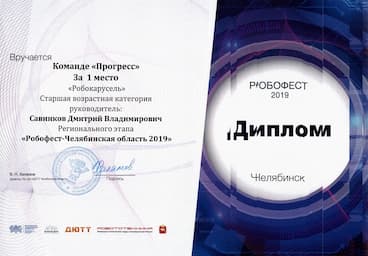 Вручается
Команде «Прогресс»
За 1 место
«Робокарусель»
Старшая возрастная категория
руководитель:
Савинков Дмитрий Владимирович
Регионального этапа
«Робофест-Челябинская область 2019»
Подпись
ДЮТТ
РОБОФЕСТ
2019
Диплом
Челябинск